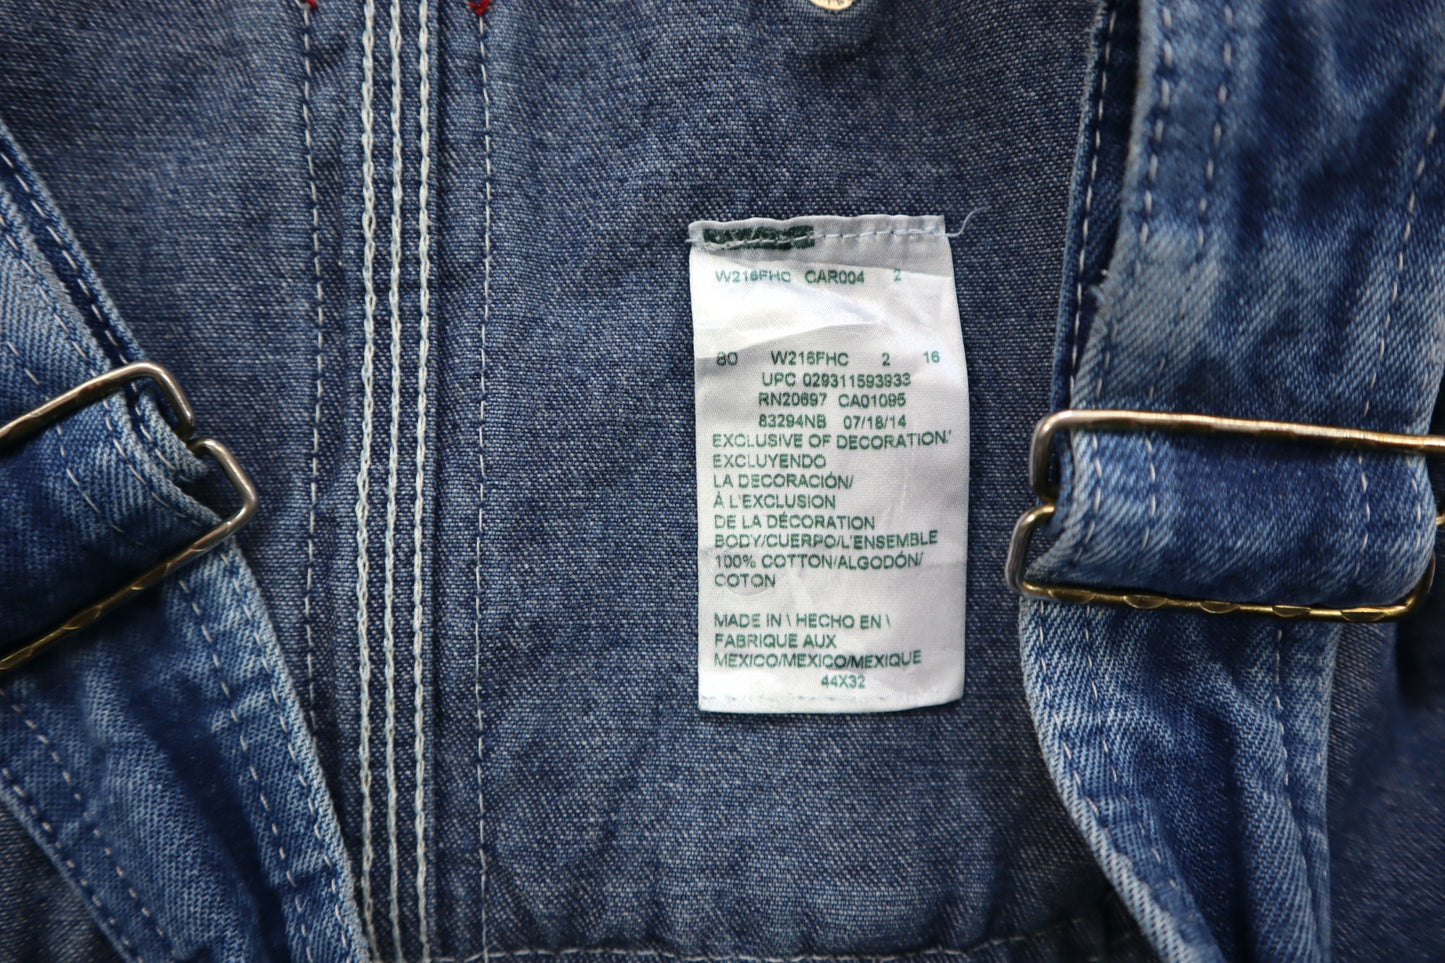 W216FHC CAR004 2
80 W216FHC 2 16
UPC 029311593933
RN20697 CA01095
83294NB 07/18/14
EXCLUSIVE OF DECORATION/
EXCLUYENDO
LA DECORACIÓN/
À L'EXCLUSION
DE LA DÉCORATION
BODY/CUERPO/L'ENSEMBLE
100% COTTON/ALGODÓN/
COTON
MADE IN \ HECHO EN \
FABRIQUE AUX
MEXICO/MEXICO/MEXIQUE
44X32